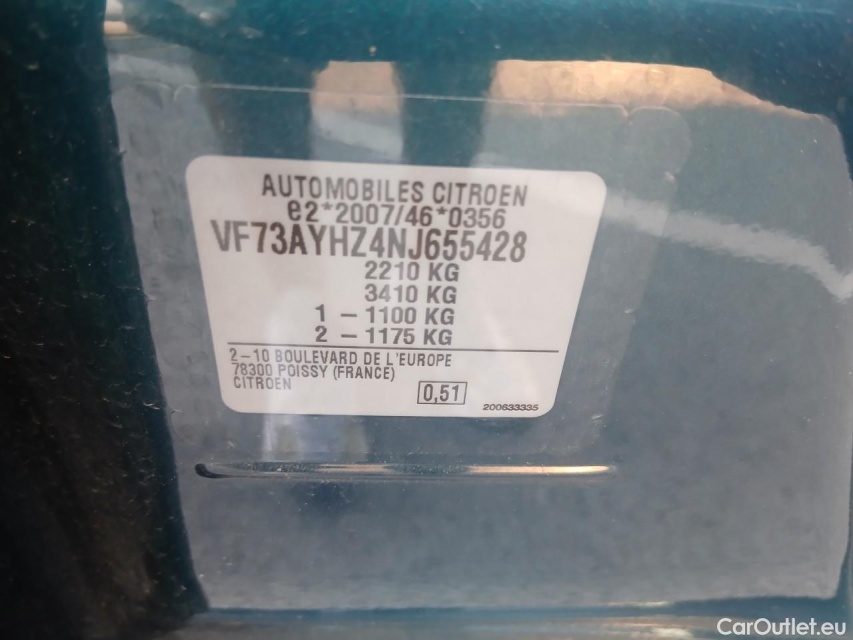 AUTOMOBILES CITROEN
e2*2007/46*0356
VF73AYHZ4NJ655428
2210 KG
3410 KG
1 – 1100 KG
2 – 1175 KG
2–10 BOULEVARD DE L'EUROPE
78300 POISSY (FRANCE)
CITROEN
0,51
200633335
CarOutlet.eu